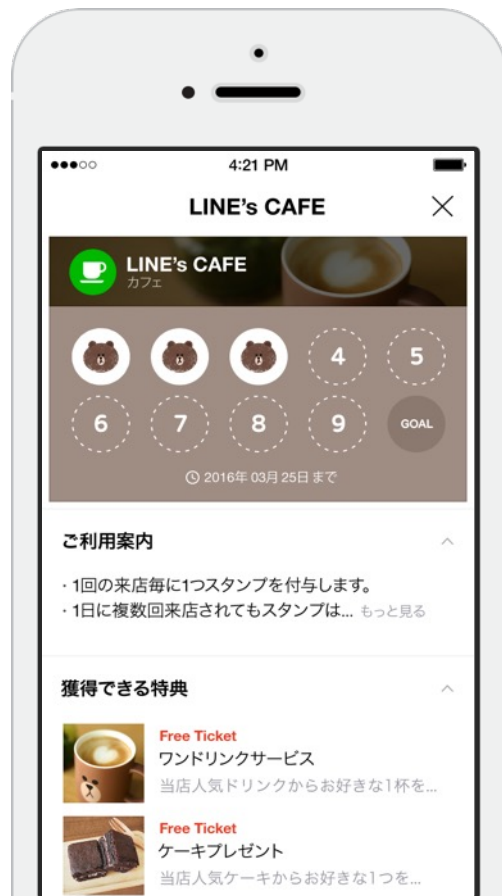 4:21 PM
LINE's CAFE
LINE's CAFE
カフェ
4 5
6 7 8 9 GOAL
2016年 03月 25日 まで
ご利用案内
・1回の来店毎に1つスタンプを付与します。
・1日に複数回来店されてもスタンプは... もっと見る
獲得できる特典
Free Ticket
ワンドリンクサービス
当店人気ドリンクからお好きな1杯を...
Free Ticket
ケーキプレゼント
当店人気ケーキからお好きな1つを...